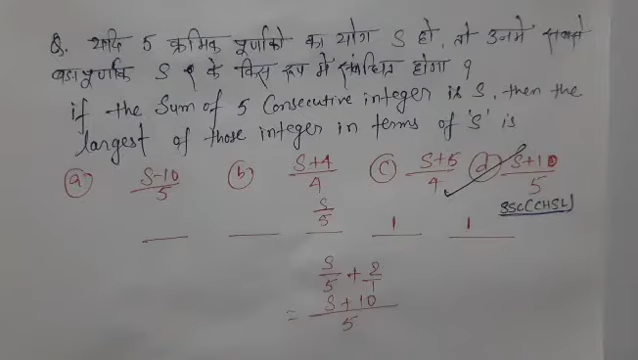 Q. यदि 5 क्रमिक पूर्णांको का योग S हो, तो उनमे सबसे
बड़ा पूर्णांक S के किस रूप में संबंधित होगा ?
if the Sum of 5 Consecutive integer is S, then the
largest of those integer in terms of 'S' is
(a) S-10/5 (b) S+4/4 (c) S+5/4 (d) S+10/5
SSC(CHSL)
S/5 1 1
S/5 + 2/1
= S+10/5